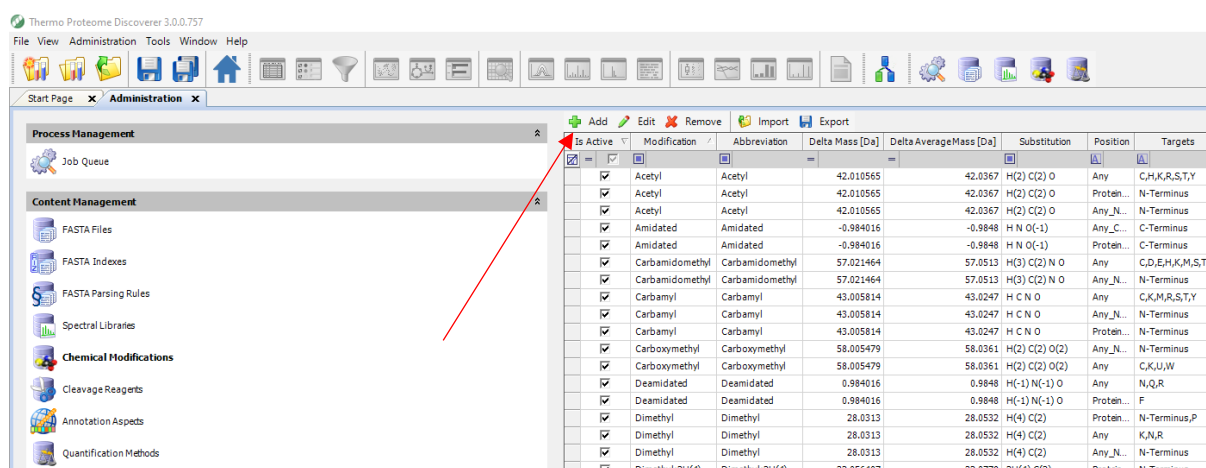 Thermo Proteome Discoverer 3.0.0.757
File View Administration Tools Window Help
Start Page x Administration x
Add Edit Remove Import Export
Process Management
Job Queue
Content Management
FASTA Files
FASTA Indexes
FASTA Parsing Rules
Spectral Libraries
Chemical Modifications
Cleavage Reagents
Annotation Aspects
Quantification Methods
Is Active Modification Abbreviation Delta Mass [Da] Delta Average Mass [Da] Substitution Position Targets
= = = A A
Acetyl Acetyl 42.010565 42.0367 H(2) C(2) O Any C,H,K,R,S,T,Y
Acetyl Acetyl 42.010565 42.0367 H(2) C(2) O Protein... N-Terminus
Acetyl Acetyl 42.010565 42.0367 H(2) C(2) O Any_N... N-Terminus
Amidated Amidated -0.984016 -0.9848 H N O(-1) Any_C... C-Terminus
Amidated Amidated -0.984016 -0.9848 H N O(-1) Protein... C-Terminus
Carbamidomethyl Carbamidomethyl 57.021464 57.0513 H(3) C(2) N O Any C,D,E,H,K,M,S,T
Carbamidomethyl Carbamidomethyl 57.021464 57.0513 H(3) C(2) N O Any_N... N-Terminus
Carbamyl Carbamyl 43.005814 43.0247 H C N O Any C,K,M,R,S,T,Y
Carbamyl Carbamyl 43.005814 43.0247 H C N O Any_N... N-Terminus
Carbamyl Carbamyl 43.005814 43.0247 H C N O Protein... N-Terminus
Carboxymethyl Carboxymethyl 58.005479 58.0361 H(2) C(2) O(2) Any_N... N-Terminus
Carboxymethyl Carboxymethyl 58.005479 58.0361 H(2) C(2) O(2) Any C,K,U,W
Deamidated Deamidated 0.984016 0.9848 H(-1) N(-1) O Any N,Q,R
Deamidated Deamidated 0.984016 0.9848 H(-1) N(-1) O Protein... F
Dimethyl Dimethyl 28.0313 28.0532 H(4) C(2) Protein... N-Terminus,P
Dimethyl Dimethyl 28.0313 28.0532 H(4) C(2) Any K,N,R
Dimethyl Dimethyl 28.0313 28.0532 H(4) C(2) Any_N... N-Terminus